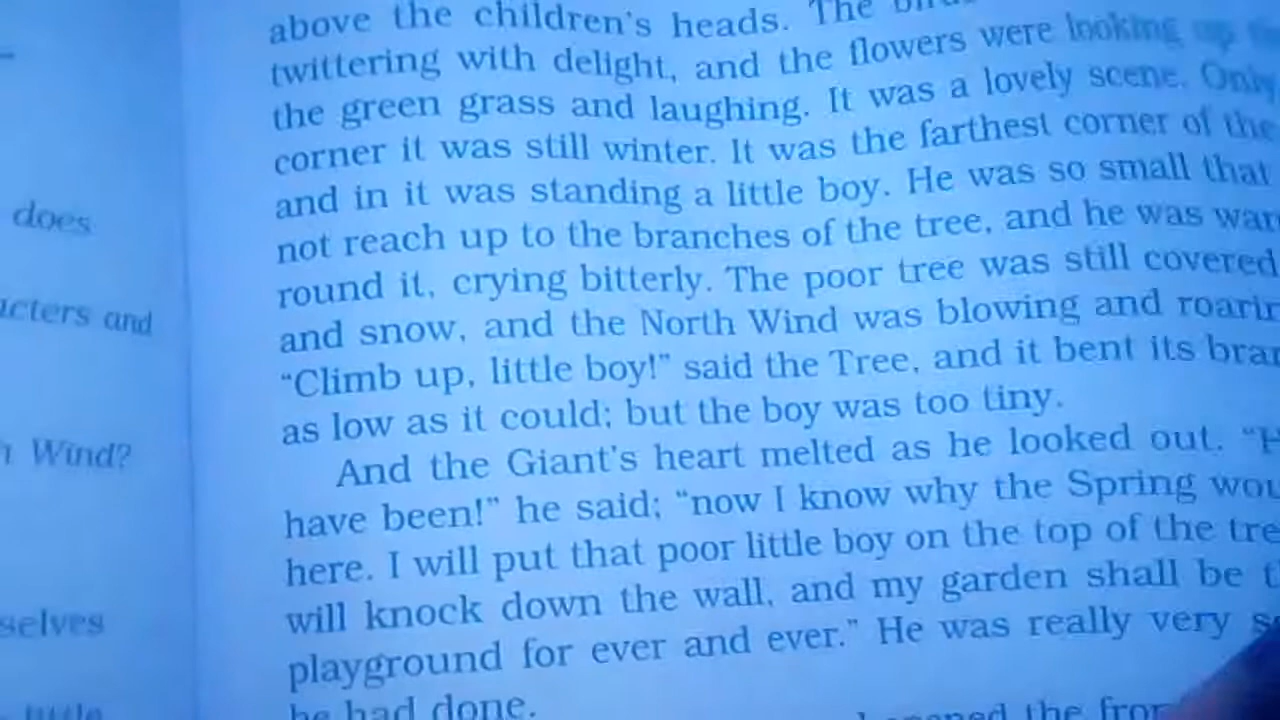 does
and
Wind?
above the children's heads. The
twittering with delight, and the flowers were looking up
the green grass and laughing. It was a lovely scene. Only
corner it was still winter. It was the farthest corner of the
and in it was standing a little boy. He was so small that
not reach up to the branches of the tree, and he was
round it, crying bitterly. The poor tree was still covered
and snow, and the North Wind was blowing and
“Climb up, little boy!” said the Tree, and it bent its
as low as it could; but the boy was too tiny.
And the Giant's heart melted as he looked out.
have been!” he said; “now I know why the Spring
here. I will put that poor little boy on the top of the
will knock down the wall, and my garden shall be
playground for ever and ever.” He was really very
he had done.
the